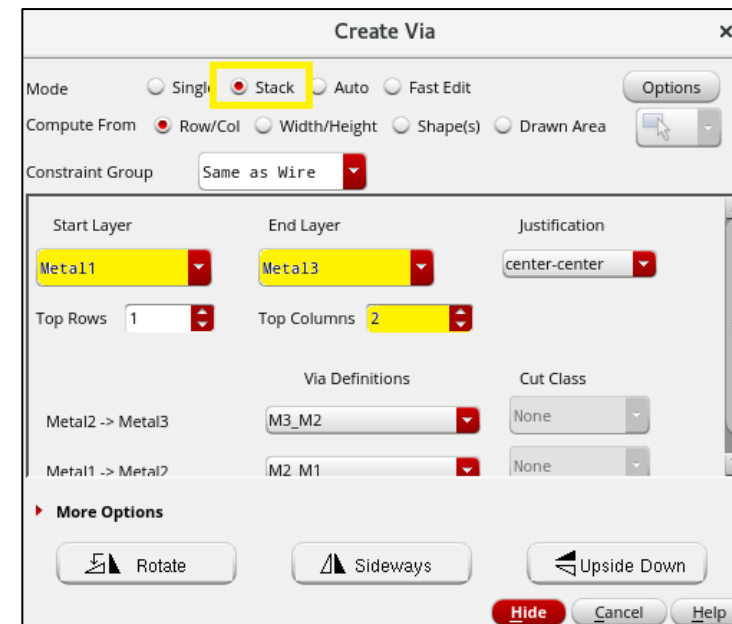 Create Via ×
Mode Single Stack Auto Fast Edit Options
Compute From Row/Col Width/Height Shape(s) Drawn Area
Constraint Group Same as Wire
Start Layer End Layer Justification
Metal1 Metal3 center-center
Top Rows 1 Top Columns 2
Via Definitions Cut Class
Metal2 -> Metal3 M3_M2 None
Metal1 -> Metal2 M2_M1 None
More Options
Rotate Sideways Upside Down
Hide Cancel Help